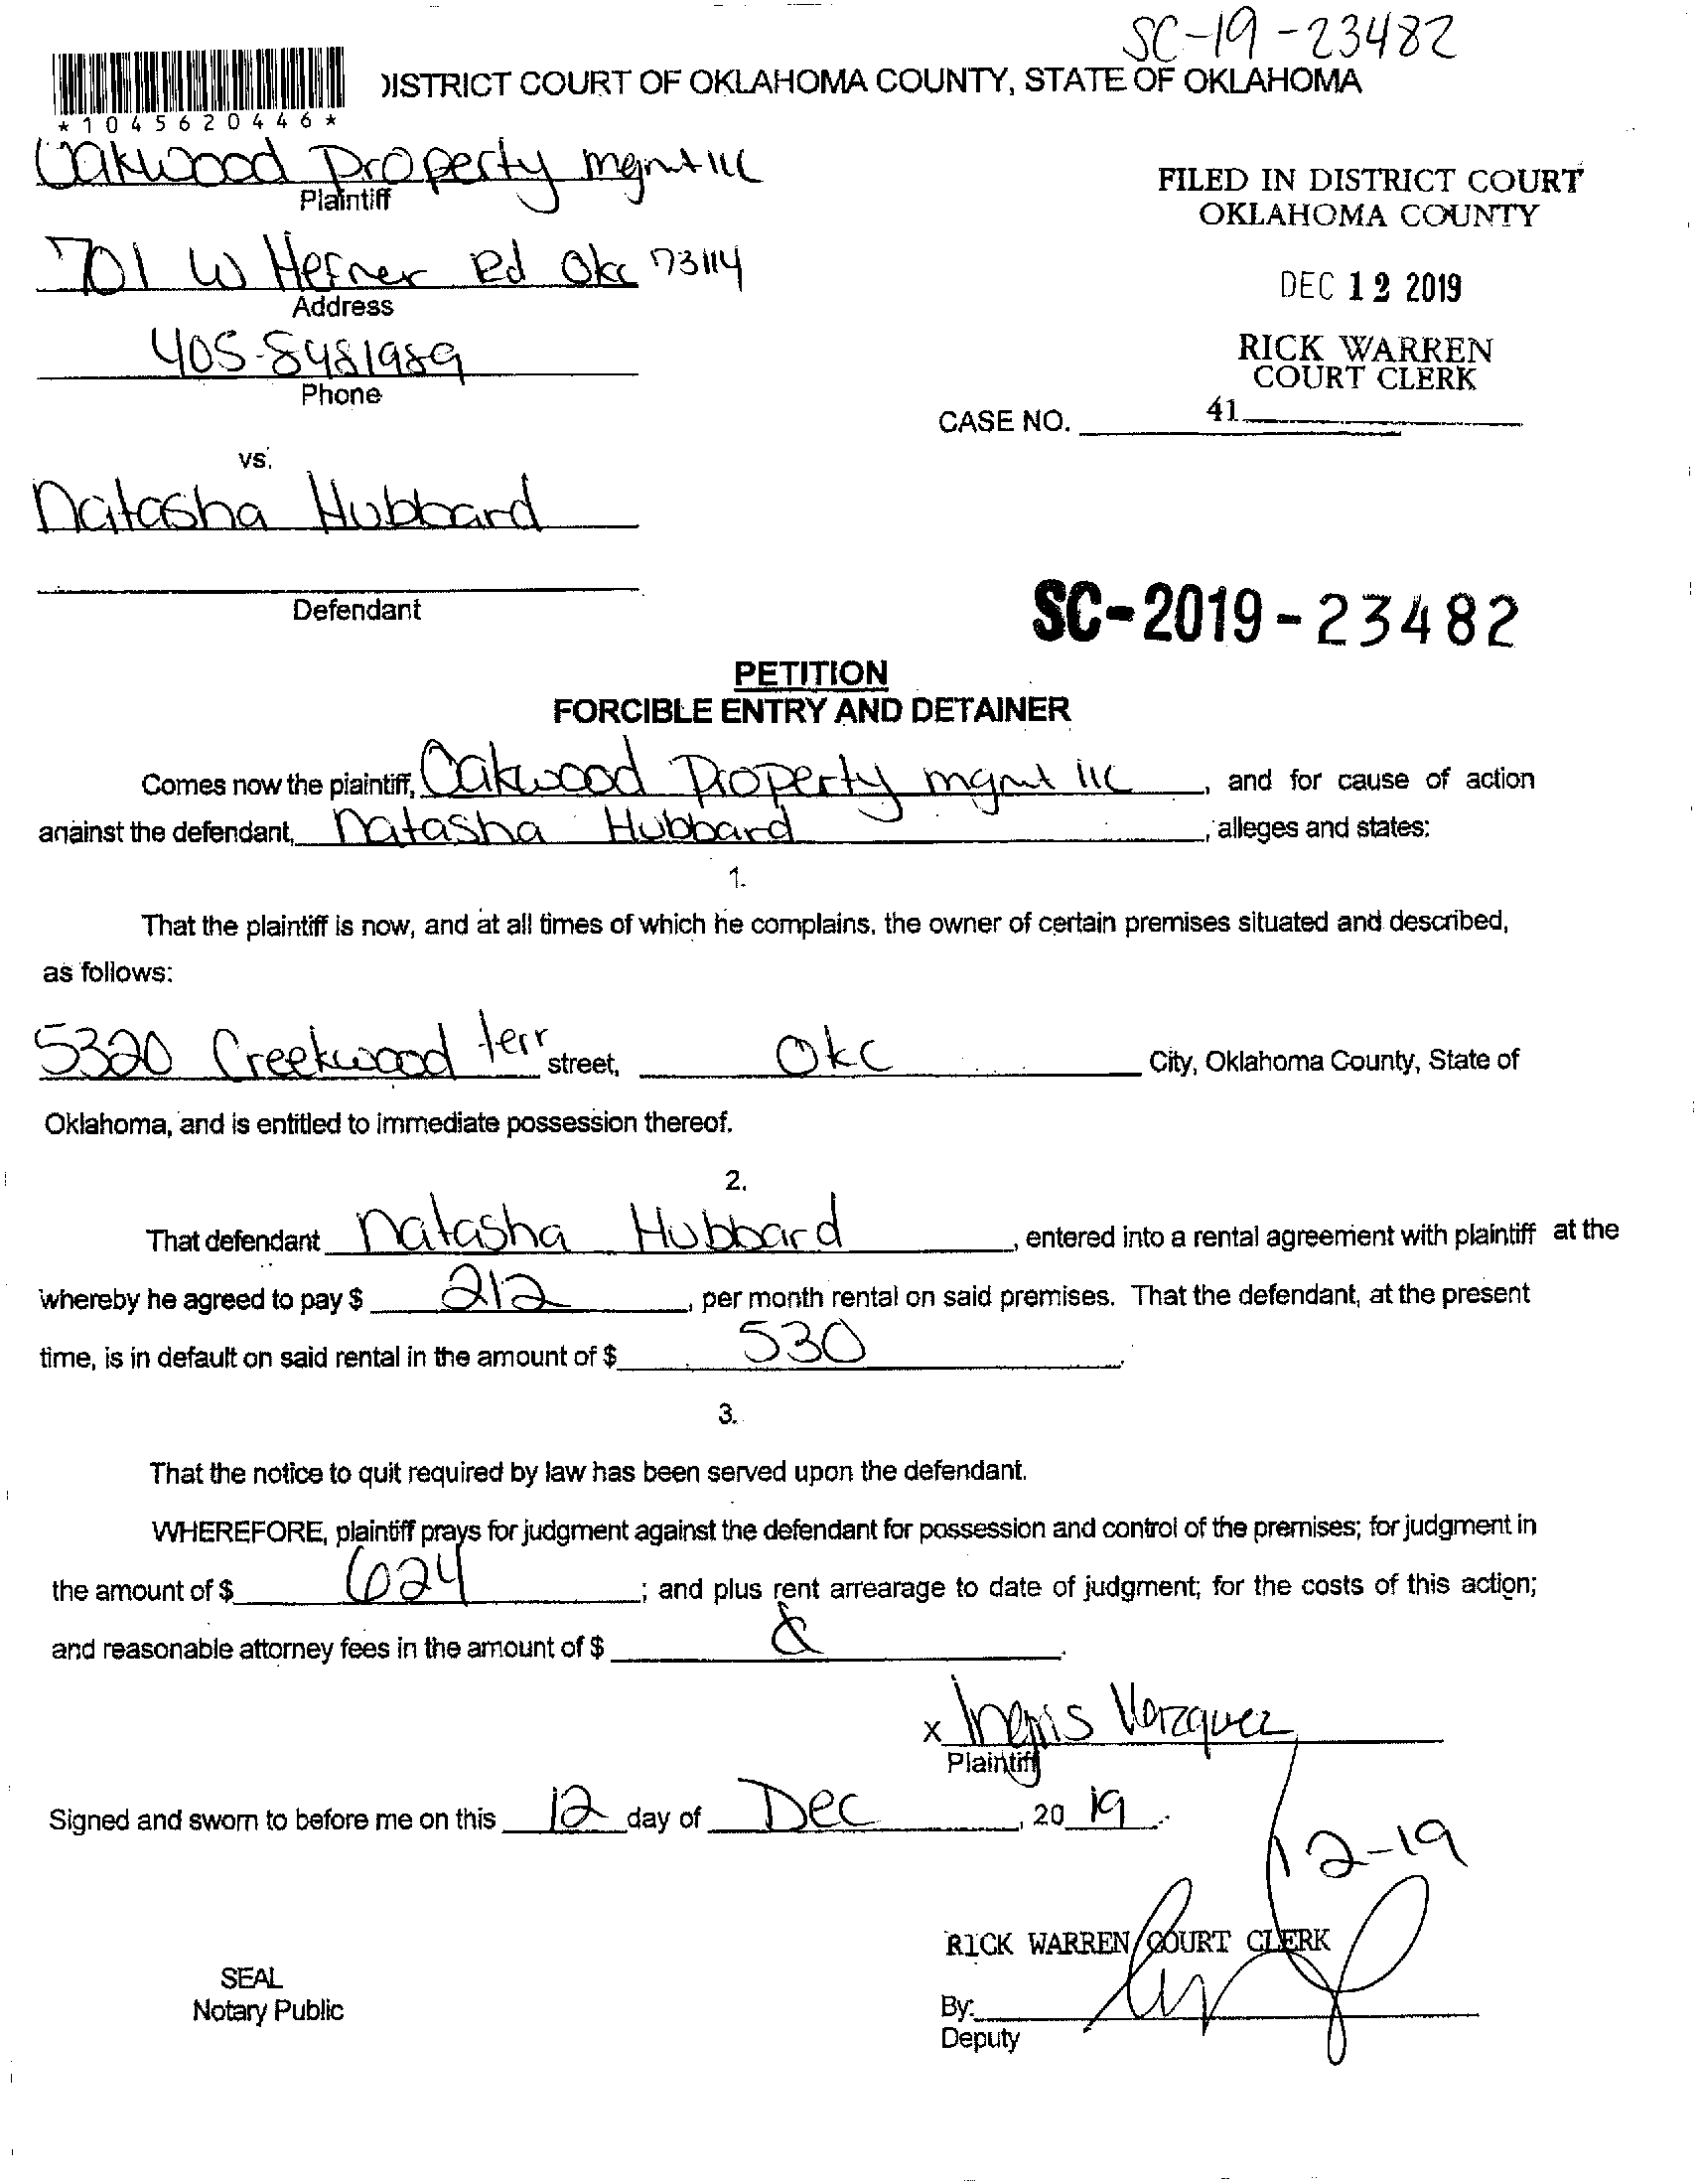 SC-19-23482
DISTRICT COURT OF OKLAHOMA COUNTY, STATE OF OKLAHOMA
*1045620446*
Oakwood Property mgmt llc
Plaintiff
FILED IN DISTRICT COURT
OKLAHOMA COUNTY
701 W Hefner Rd Okc 73114
Address
DEC 12 2019
405-8481989
Phone
RICK WARREN
COURT CLERK
CASE NO. 41
vs.
Natasha Hubbard
Defendant
SC-2019-23482
PETITION
FORCIBLE ENTRY AND DETAINER
Comes now the plaintiff, Oakwood Property mgmt llc, and for cause of action
against the defendant, Natasha Hubbard, alleges and states:
1.
That the plaintiff is now, and at all times of which he complains, the owner of certain premises situated and described,
as follows:
5320 Creekwood terr street, Okc City, Oklahoma County, State of
Oklahoma, and is entitled to immediate possession thereof.
2.
That defendant Natasha Hubbard, entered into a rental agreement with plaintiff at the
whereby he agreed to pay $ 212, per month rental on said premises. That the defendant, at the present
time, is in default on said rental in the amount of $ 530.
3.
That the notice to quit required by law has been served upon the defendant.
WHEREFORE, plaintiff prays for judgment against the defendant for possession and control of the premises; for judgment in
the amount of $ 624; and plus rent arrearage to date of judgment; for the costs of this action;
and reasonable attorney fees in the amount of $
x Vazquez
Plaintiff
Signed and sworn to before me on this 12 day of Dec, 20 19.
12-19
RICK WARREN COURT CLERK
SEAL
Notary Public
By:
Deputy